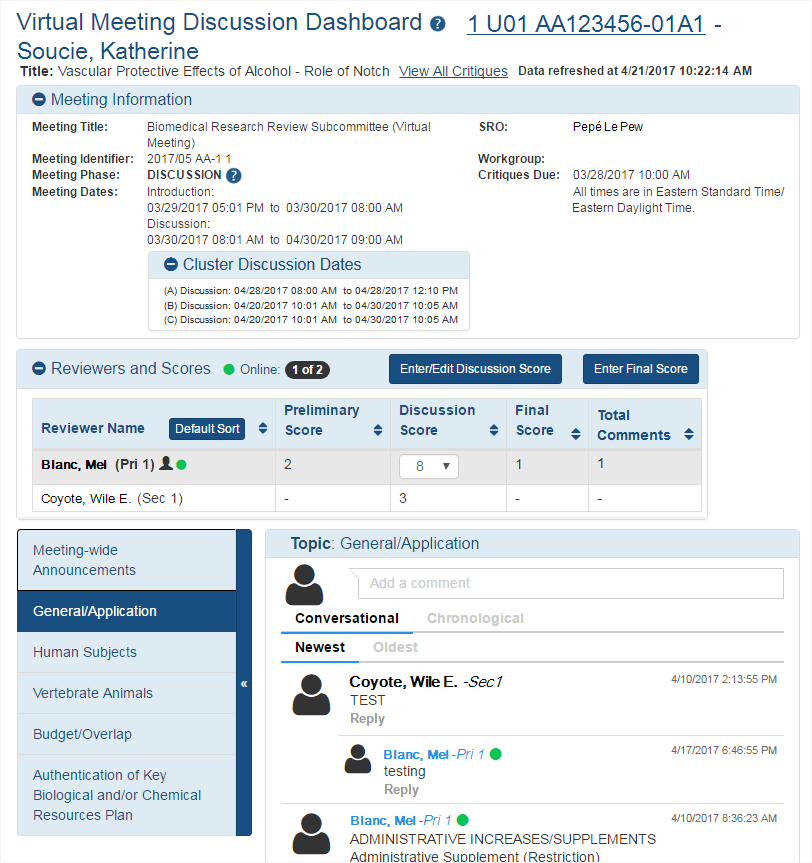 Virtual Meeting Discussion Dashboard ? 1 U01 AA123456-01A1 -
Soucie, Katherine
Title: Vascular Protective Effects of Alcohol - Role of Notch View All Critiques Data refreshed at 4/21/2017 10:22:14 AM
Meeting Information
Meeting Title: Biomedical Research Review Subcommittee (Virtual SRO: Pepé Le Pew
Meeting)
Meeting Identifier: 2017/05 AA-1 1 Workgroup:
Meeting Phase: DISCUSSION ? Critiques Due: 03/28/2017 10:00 AM
Meeting Dates: Introduction: All times are in Eastern Standard Time/
03/29/2017 05:01 PM to 03/30/2017 08:00 AM Eastern Daylight Time.
Discussion:
03/30/2017 08:01 AM to 04/30/2017 09:00 AM
Cluster Discussion Dates
(A) Discussion: 04/28/2017 08:00 AM to 04/28/2017 12:10 PM
(B) Discussion: 04/20/2017 10:01 AM to 04/30/2017 10:05 AM
(C) Discussion: 04/20/2017 10:01 AM to 04/30/2017 10:05 AM
Reviewers and Scores Online: 1 of 2 Enter/Edit Discussion Score Enter Final Score
Reviewer Name Default Sort Preliminary Score Discussion Score Final Score Total Comments
Blanc, Mel (Pri 1) 2 8 1 1
Coyote, Wile E. (Sec 1) - 3 - -
Meeting-wide
Announcements
General/Application
Human Subjects
Vertebrate Animals
Budget/Overlap
Authentication of Key
Biological and/or Chemical
Resources Plan
«
Topic: General/Application
Add a comment
Conversational Chronological
Newest Oldest
Coyote, Wile E. -Sec1 4/10/2017 2:13:55 PM
TEST
Reply
Blanc, Mel -Pri 1 4/17/2017 6:46:55 PM
testing
Reply
Blanc, Mel -Pri 1 4/10/2017 8:36:23 AM
ADMINISTRATIVE INCREASES/SUPPLEMENTS
Administrative Supplement (Restriction)